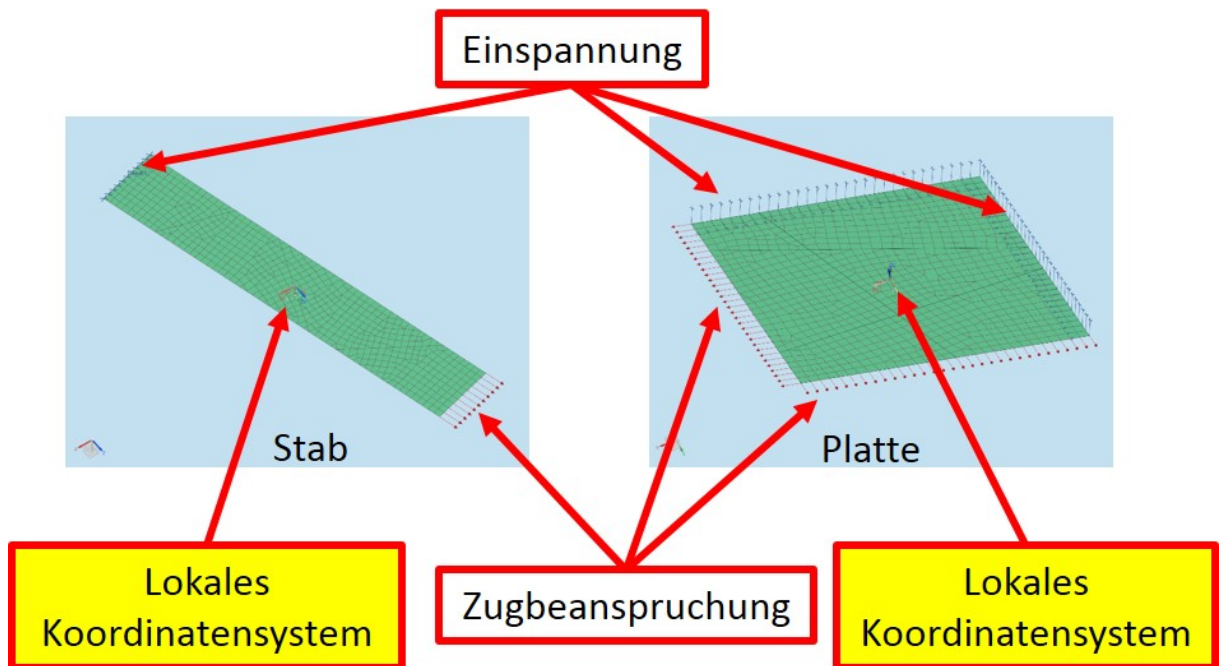 Einspannung
Stab
Platte
Lokales
Koordinatensystem
Zugbeanspruchung
Lokales
Koordinatensystem